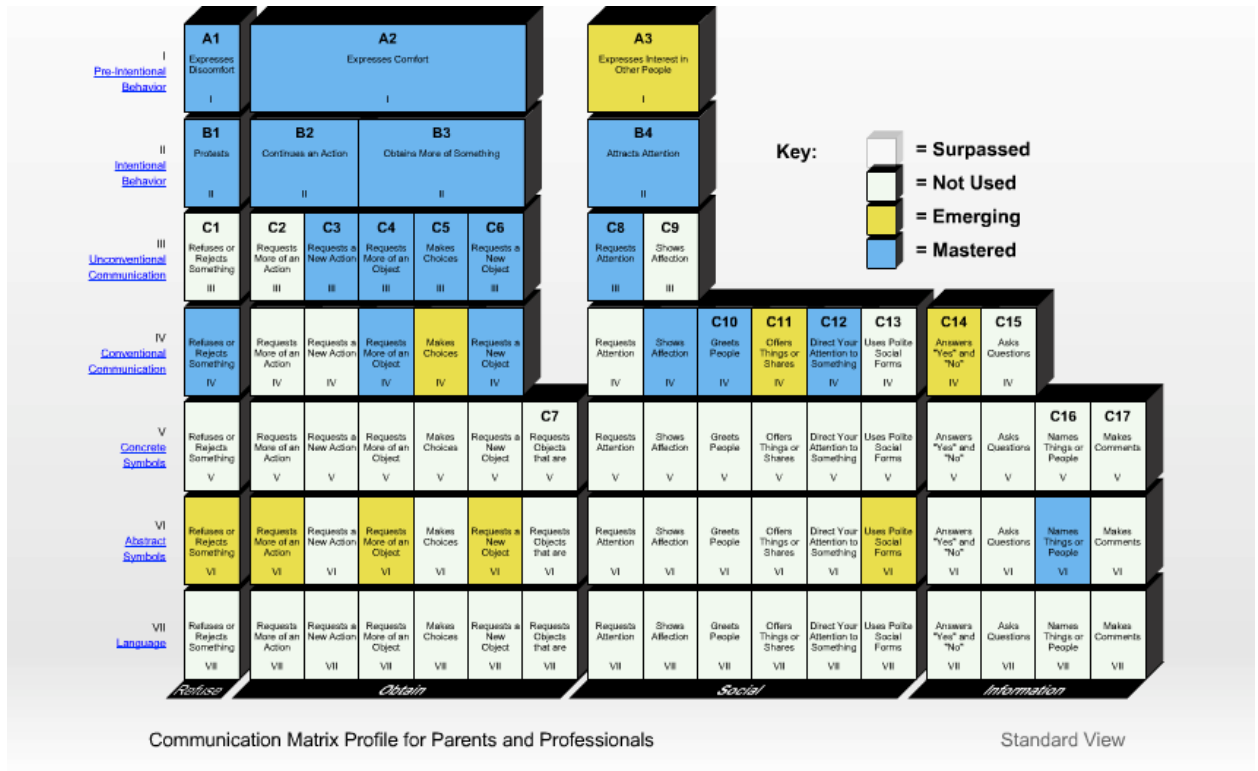 A1 A2 A3
I
Pre-Intentional
Behavior
Expresses
Discomfort
Expresses Comfort
Expresses Interest in
Other People
I I I
B1 B2 B3 B4
II
Intentional
Behavior
Protests Continues an Action Obtains More of Something Attracts Attention
II II II II
Key:
= Surpassed
= Not Used
= Emerging
= Mastered
III
Unconventional
Communication
C1
Refuses or
Rejects
Something
III
C2
Requests
More of an
Action
III
C3
Requests a
New Action
III
C4
Requests
More of an
Object
III
C5
Makes
Choices
III
C6
Requests a
New
Object
III
C8
Requests
Attention
III
C9
Shows
Affection
III
IV
Conventional
Communication
Refuses or
Rejects
Something
IV
Requests
More of an
Action
IV
Requests a
New Action
IV
Requests
More of an
Object
IV
Makes
Choices
IV
Requests a
New
Object
IV
Requests
Attention
IV
Shows
Affection
IV
C10
Greets
People
IV
C11
Offers
Things or
Shares
IV
C12
Direct Your
Attention to
Something
IV
C13
Uses Polite
Social
Forms
IV
C14
Answers
"Yes" and
"No"
IV
C15
Asks
Questions
IV
V
Concrete
Symbols
Refuses or
Rejects
Something
V
Requests
More of an
Action
V
Requests a
New Action
V
Requests
More of an
Object
V
Makes
Choices
V
Requests a
New
Object
V
C7
Requests
Objects
that are
V
Requests
Attention
V
Shows
Affection
V
Greets
People
V
Offers
Things or
Shares
V
Direct Your
Attention to
Something
V
Uses Polite
Social
Forms
V
Answers
"Yes" and
"No"
V
Asks
Questions
V
C16
Names
Things or
People
V
C17
Makes
Comments
V
VI
Abstract
Symbols
Refuses or
Rejects
Something
VI
Requests
More of an
Action
VI
Requests a
New Action
VI
Requests
More of an
Object
VI
Makes
Choices
VI
Requests a
New
Object
VI
Requests
Objects
that are
VI
Requests
Attention
VI
Shows
Affection
VI
Greets
People
VI
Offers
Things or
Shares
VI
Direct Your
Attention to
Something
VI
Uses Polite
Social
Forms
VI
Answers
"Yes" and
"No"
VI
Asks
Questions
VI
Names
Things or
People
VI
Makes
Comments
VI
VII
Language
Refuses or
Rejects
Something
VII
Requests
More of an
Action
VII
Requests a
New Action
VII
Requests
More of an
Object
VII
Makes
Choices
VII
Requests a
New
Object
VII
Requests
Objects
that are
VII
Requests
Attention
VII
Shows
Affection
VII
Greets
People
VII
Offers
Things or
Shares
VII
Direct Your
Attention to
Something
VII
Uses Polite
Social
Forms
VII
Answers
"Yes" and
"No"
VII
Asks
Questions
VII
Names
Things or
People
VII
Makes
Comments
VII
Refuse Obtain Social Information
Communication Matrix Profile for Parents and Professionals
Standard View